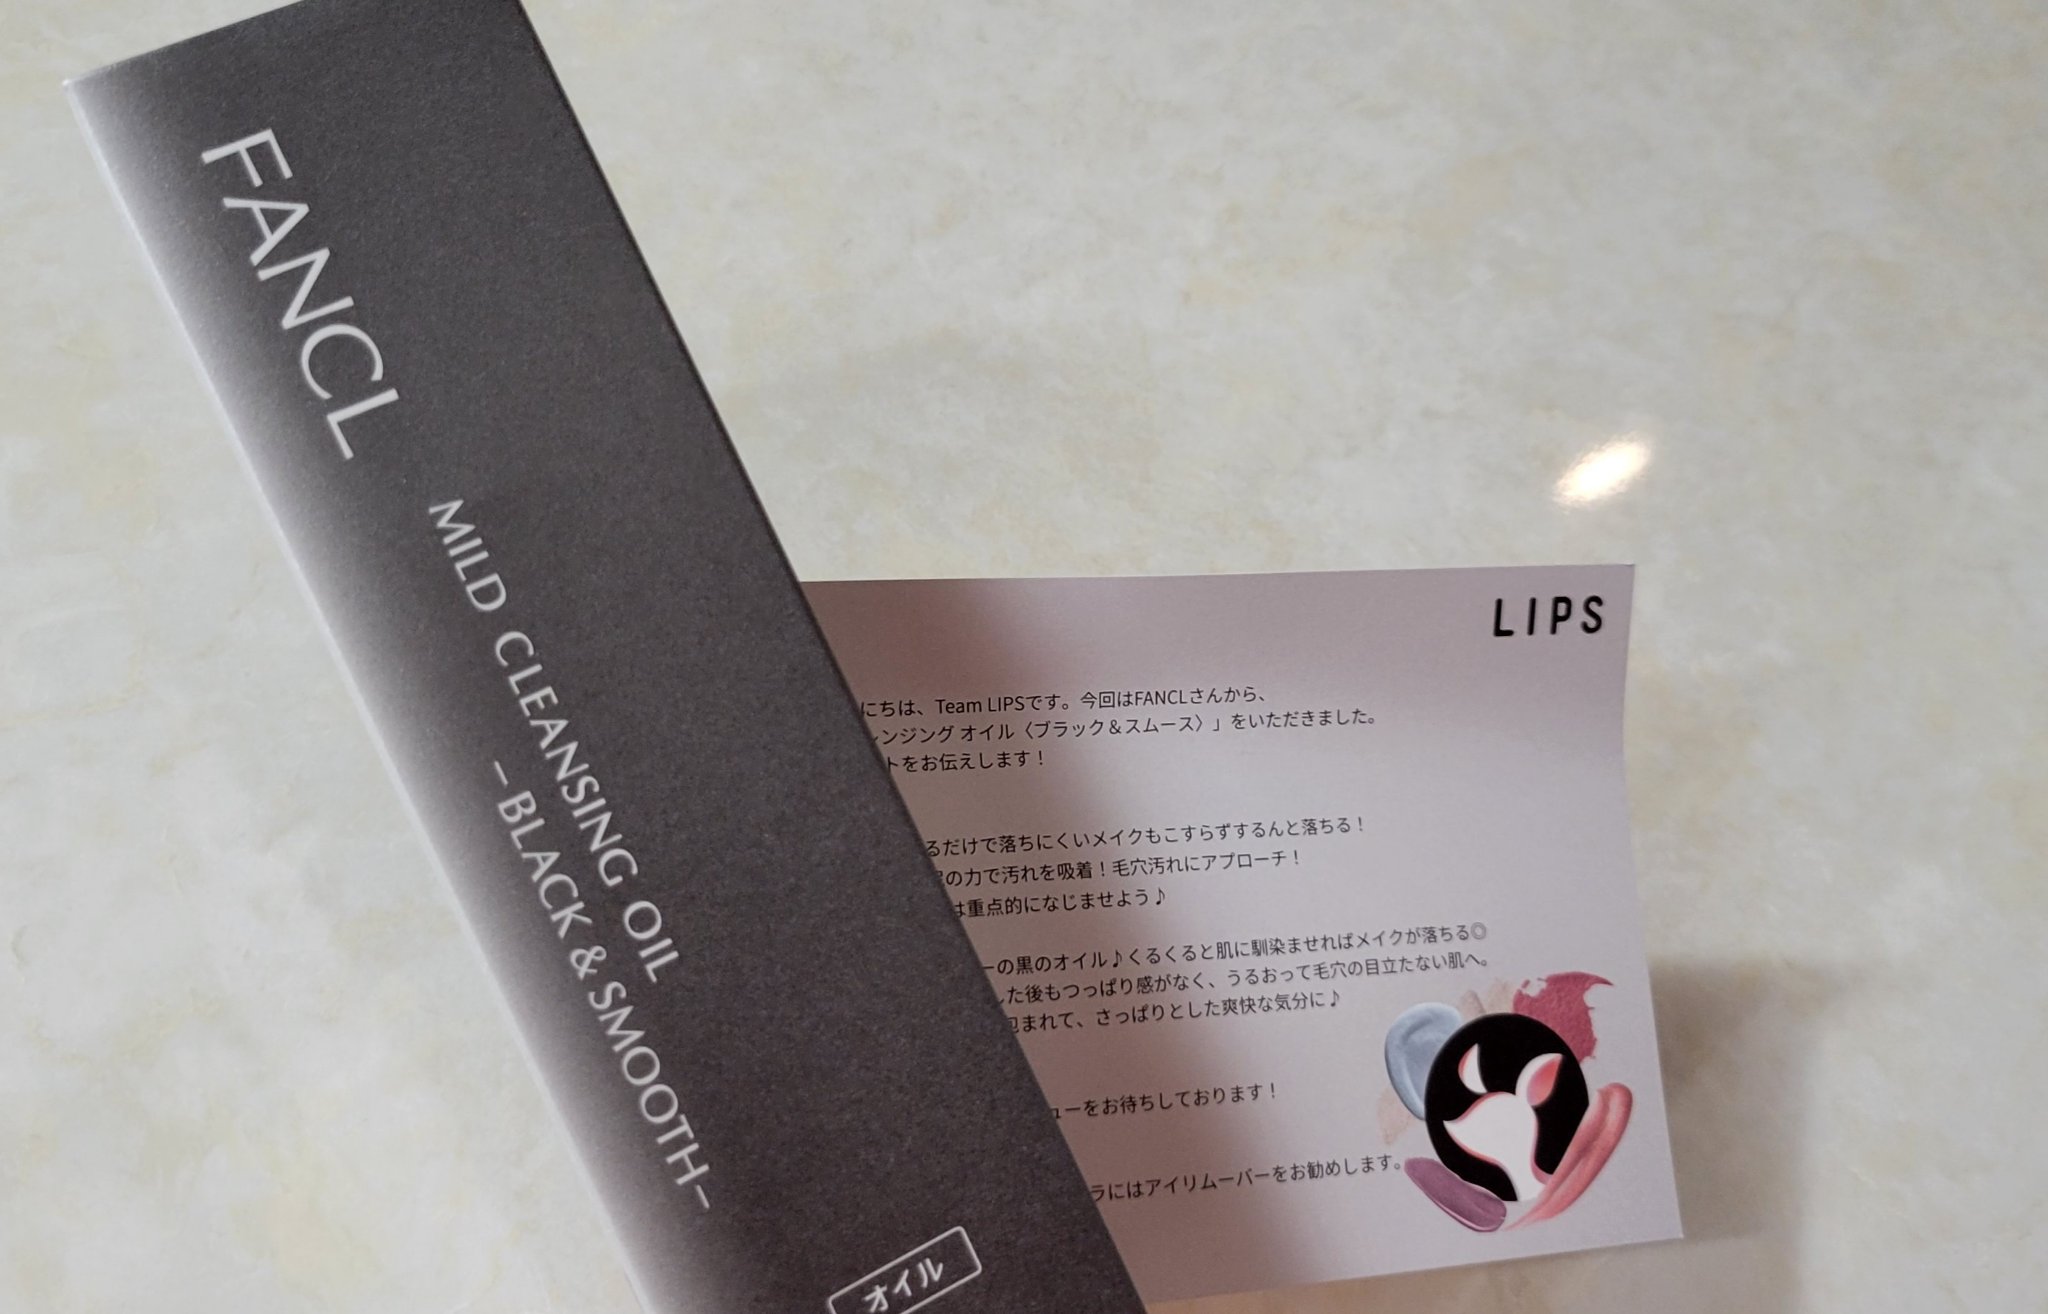 FANCL
MILD CLEANSING OIL
–BLACK & SMOOTH–
オイル
LIPS
にちは、Team LIPSです。今回はFANCLさんから、
レンジング オイル〈ブラック＆スムース〉」をいただきました。
トをお伝えします！
るだけで落ちにくいメイクもこすらずするんと落ちる！
の力で汚れを吸着！毛穴汚れにアプローチ！
は重点的になじませよう♪
ーの黒のオイル♪くるくると肌に馴染ませればメイクが落ちる◎
した後もつっぱり感がなく、うるおって毛穴の目立たない肌へ。
包まれて、さっぱりとした爽快な気分に♪
ューをお待ちしております！
ラにはアイリムーバーをお勧めします。